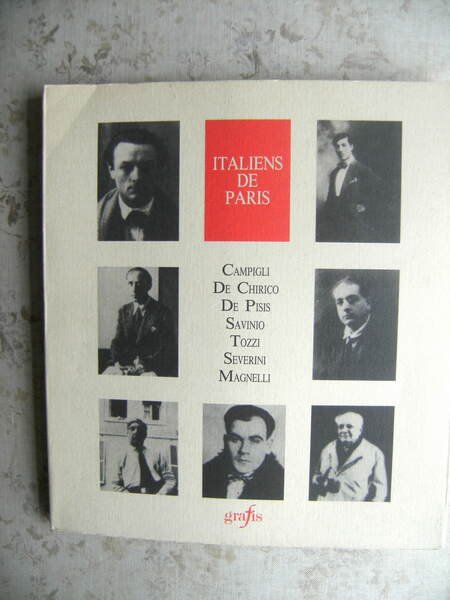 ITALIENS
DE
PARIS
CAMPIGLI
DE CHIRICO
DE PISIS
SAVINIO
TOZZI
SEVERINI
MAGNELLI
grafis